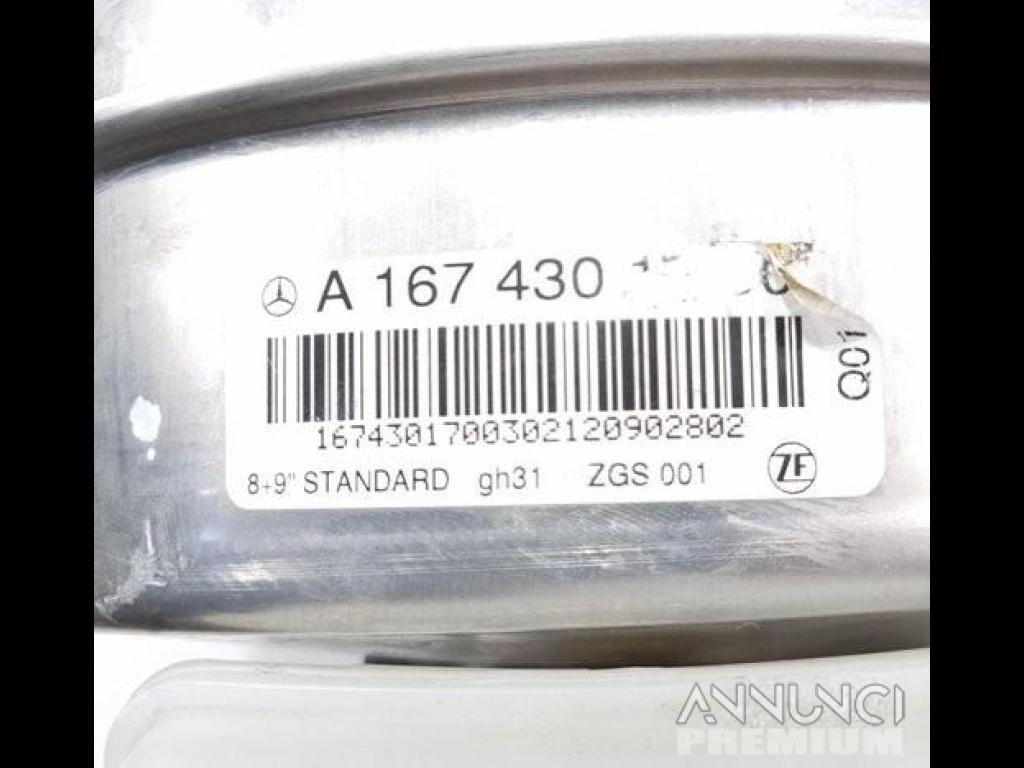 A 167 430
Q01
1674301700302120902802
8+9" STANDARD gh31 ZGS 001
ZF
ANNUNCI
PREMIUM